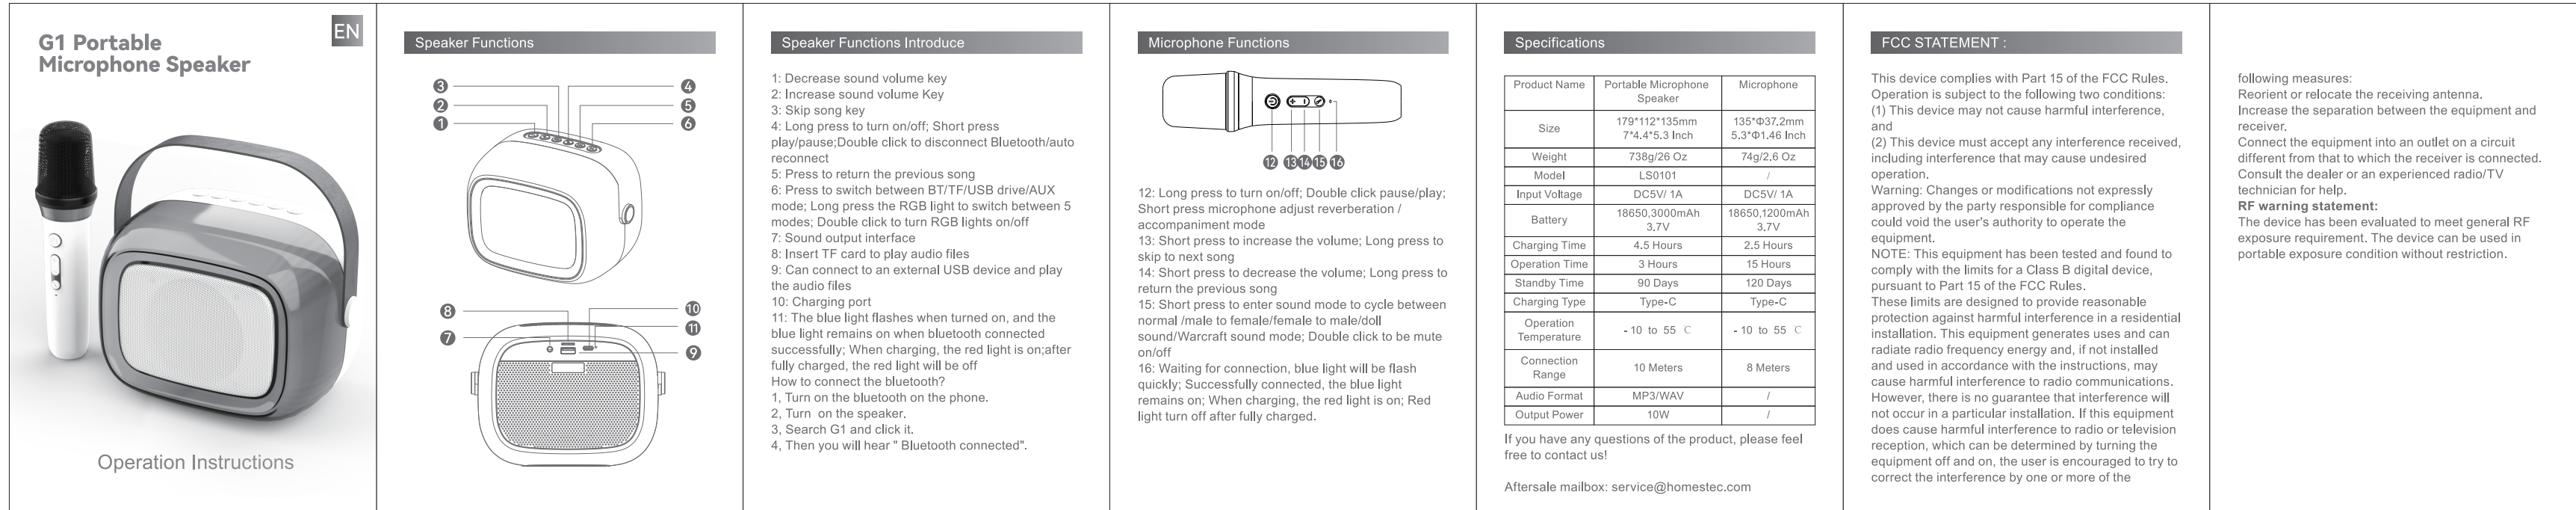 G1 Portable
Microphone Speaker
EN
Operation Instructions
Speaker Functions
3
2
1
4
5
6
8
7
10
11
9
Speaker Functions Introduce
1: Decrease sound volume key
2: Increase sound volume Key
3: Skip song key
4: Long press to turn on/off; Short press
play/pause;Double click to disconnect Bluetooth/auto
reconnect
5: Press to return the previous song
6: Press to switch between BT/TF/USB drive/AUX
mode; Long press the RGB light to switch between 5
modes; Double click to turn RGB lights on/off
7: Sound output interface
8: Insert TF card to play audio files
9: Can connect to an external USB device and play
the audio files
10: Charging port
11: The blue light flashes when turned on, and the
blue light remains on when bluetooth connected
successfully; When charging, the red light is on;after
fully charged, the red light will be off
How to connect the bluetooth?
1, Turn on the bluetooth on the phone.
2, Turn  on the speaker.
3, Search G1 and click it.
4, Then you will hear " Bluetooth connected".
Microphone Functions
12 13 14 15 16
12: Long press to turn on/off; Double click pause/play;
Short press microphone adjust reverberation /
accompaniment mode
13: Short press to increase the volume; Long press to
skip to next song
14: Short press to decrease the volume; Long press to
return the previous song
15: Short press to enter sound mode to cycle between
normal /male to female/female to male/doll
sound/Warcraft sound mode; Double click to be mute
on/off
16: Waiting for connection, blue light will be flash
quickly; Successfully connected, the blue light
remains on; When charging, the red light is on; Red
light turn off after fully charged.
Specifications
Product Name | Portable Microphone Speaker | Microphone
Size | 179*112*135mm 7*4.4*5.3 Inch | 135*Φ37,2mm 5.3*Φ1.46 Inch
Weight | 738g/26 Oz | 74g/2,6 Oz
Model | LS0101 | /
Input Voltage | DC5V/ 1A | DC5V/ 1A
Battery | 18650,3000mAh 3.7V | 18650,1200mAh 3.7V
Charging Time | 4.5 Hours | 2.5 Hours
Operation Time | 3 Hours | 15 Hours
Standby Time | 90 Days | 120 Days
Charging Type | Type-C | Type-C
Operation Temperature | - 10 to 55 ℃ | - 10 to 55 ℃
Connection Range | 10 Meters | 8 Meters
Audio Format | MP3/WAV | /
Output Power | 10W | /
If you have any questions of the product, please feel
free to contact us!
Aftersale mailbox: service@homestec.com
FCC STATEMENT :
This device complies with Part 15 of the FCC Rules.
Operation is subject to the following two conditions:
(1) This device may not cause harmful interference,
and
(2) This device must accept any interference received,
including interference that may cause undesired
operation.
Warning: Changes or modifications not expressly
approved by the party responsible for compliance
could void the user's authority to operate the
equipment.
NOTE: This equipment has been tested and found to
comply with the limits for a Class B digital device,
pursuant to Part 15 of the FCC Rules.
These limits are designed to provide reasonable
protection against harmful interference in a residential
installation. This equipment generates uses and can
radiate radio frequency energy and, if not installed
and used in accordance with the instructions, may
cause harmful interference to radio communications.
However, there is no guarantee that interference will
not occur in a particular installation. If this equipment
does cause harmful interference to radio or television
reception, which can be determined by turning the
equipment off and on, the user is encouraged to try to
correct the interference by one or more of the
following measures:
Reorient or relocate the receiving antenna.
Increase the separation between the equipment and
receiver.
Connect the equipment into an outlet on a circuit
different from that to which the receiver is connected.
Consult the dealer or an experienced radio/TV
technician for help.
RF warning statement:
The device has been evaluated to meet general RF
exposure requirement. The device can be used in
portable exposure condition without restriction.